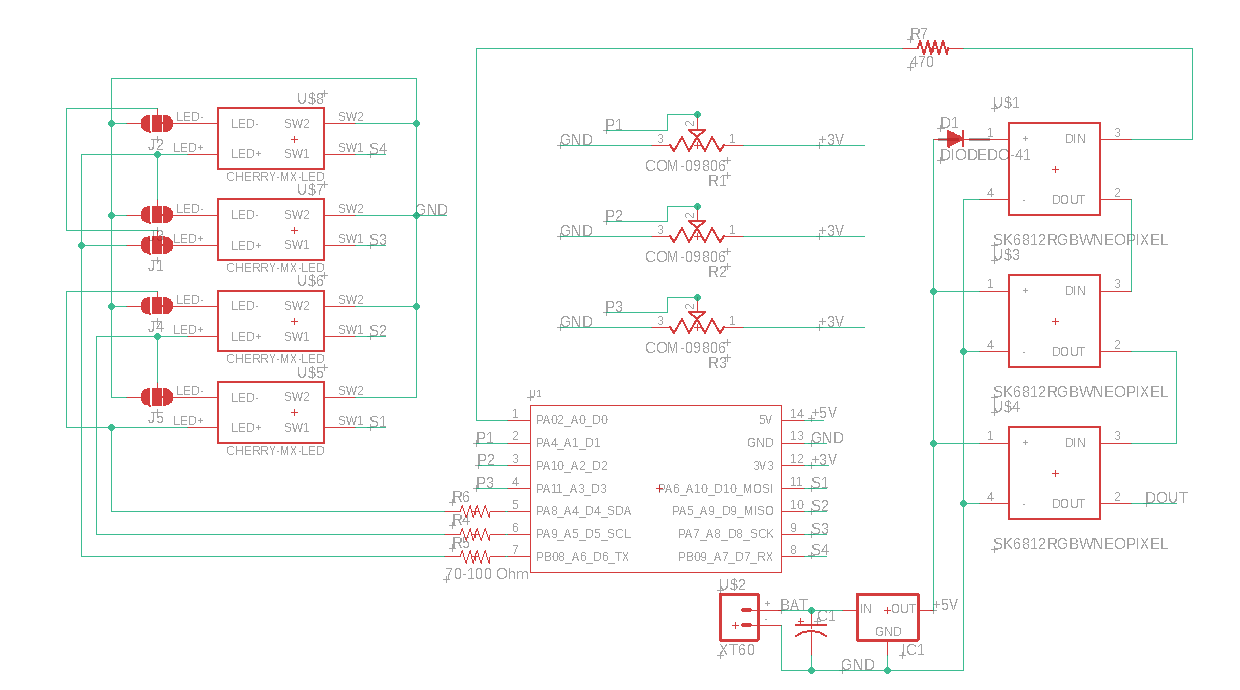 R7
470
U$8
LED-
LED-
SW2
SW2
J2
LED+
LED+
SW1
SW1
S4
CHERRY-MX-LED
U$7
LED-
LED-
SW2
SW2
GND
LED+
LED+
SW1
SW1
S3
J1
CHERRY-MX-LED
U$6
LED-
LED-
SW2
SW2
J4
LED+
LED+
SW1
SW1
S2
CHERRY-MX-LED
U$5
LED-
LED-
SW2
SW2
J5
LED+
LED+
SW1
SW1
S1
CHERRY-MX-LED
P1
2
GND
3
1
+3V
COM-09806
R1
P2
2
GND
3
1
+3V
COM-09806
R2
P3
2
GND
3
1
+3V
COM-09806
R3
U$1
D1
1
+
DIN
3
DIODEDO-41
4
-
DOUT
2
SK6812RGBWNEOPIXEL
U$3
1
+
DIN
3
4
-
DOUT
2
SK6812RGBWNEOPIXEL
U$4
1
+
DIN
3
4
-
DOUT
2
DOUT
SK6812RGBWNEOPIXEL
U1
1
PA02_A0_D0
5V
14
+5V
P1
2
PA4_A1_D1
GND
13
GND
P2
3
PA10_A2_D2
3V3
12
+3V
P3
4
PA11_A3_D3
PA6_A10_D10_MOSI
11
S1
R6
5
PA8_A4_D4_SDA
PA5_A9_D9_MISO
10
S2
R4
6
PA9_A5_D5_SCL
PA7_A8_D8_SCK
9
S3
R5
7
PB08_A6_D6_TX
PB09_A7_D7_RX
8
S4
70-100 Ohm
U$2
+
BAT
-
XT60
C1
IN
OUT
+5V
GND
IC1
GND